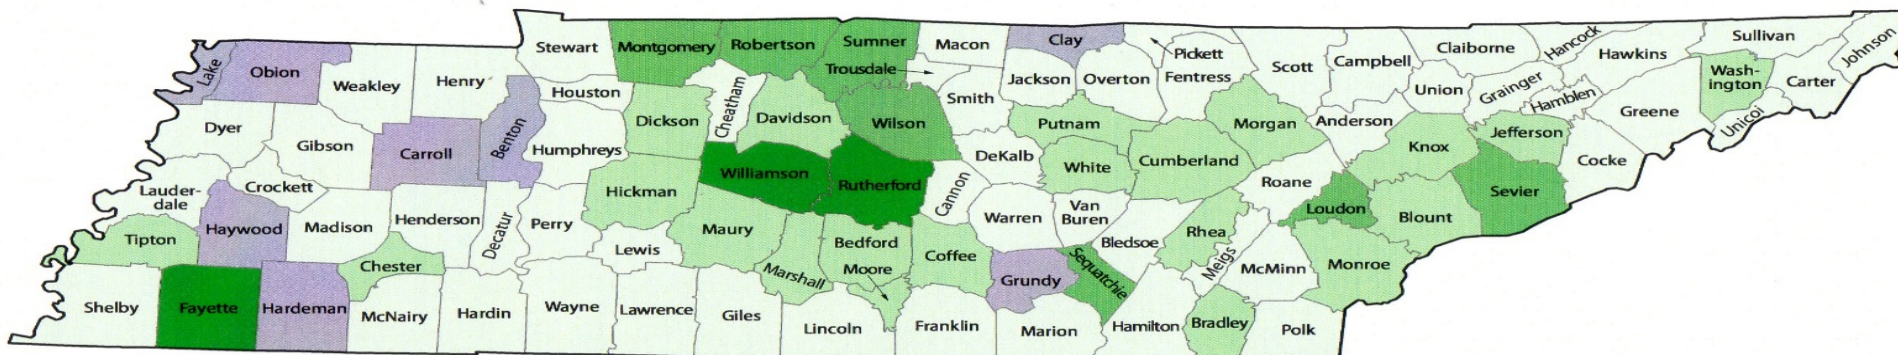 Stewart
Montgomery
Robertson
Sumner
Macon
Clay
Pickett
Scott
Campbell
Claiborne
Hancock
Hawkins
Sullivan
Johnson
Lake
Obion
Weakley
Henry
Houston
Cheatham
Trousdale
Smith
Jackson
Overton
Fentress
Union
Grainger
Hamblen
Greene
Wash-
ington
Carter
Unicoi
Dyer
Gibson
Carroll
Benton
Humphreys
Dickson
Davidson
Wilson
DeKalb
Putnam
White
Cumberland
Morgan
Anderson
Knox
Jefferson
Cocke
Lauder-
dale
Crockett
Haywood
Madison
Henderson
Decatur
Perry
Hickman
Williamson
Rutherford
Cannon
Warren
Van
Buren
Bledsoe
Rhea
Roane
Loudon
Blount
Sevier
Tipton
Chester
Lewis
Maury
Marshall
Bedford
Moore
Coffee
Grundy
Sequatchie
Meigs
McMinn
Monroe
Shelby
Fayette
Hardeman
McNairy
Hardin
Wayne
Lawrence
Giles
Lincoln
Franklin
Marion
Hamilton
Bradley
Polk